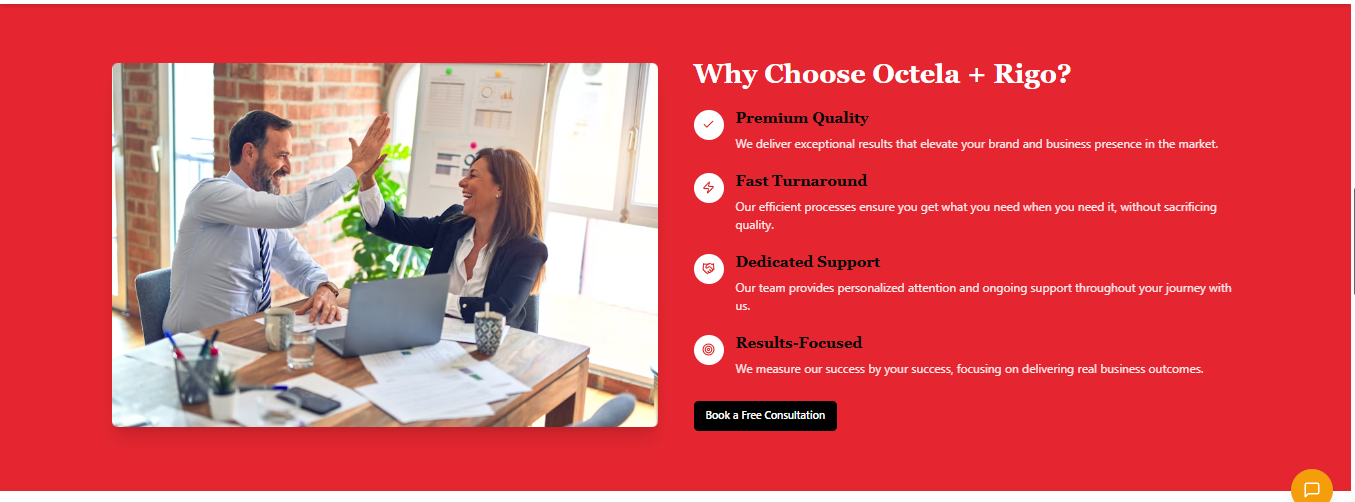 Why Choose Octela + Rigo?
Premium Quality
We deliver exceptional results that elevate your brand and business presence in the market.
Fast Turnaround
Our efficient processes ensure you get what you need when you need it, without sacrificing
quality.
Dedicated Support
Our team provides personalized attention and ongoing support throughout your journey with
us.
Results-Focused
We measure our success by your success, focusing on delivering real business outcomes.
Book a Free Consultation